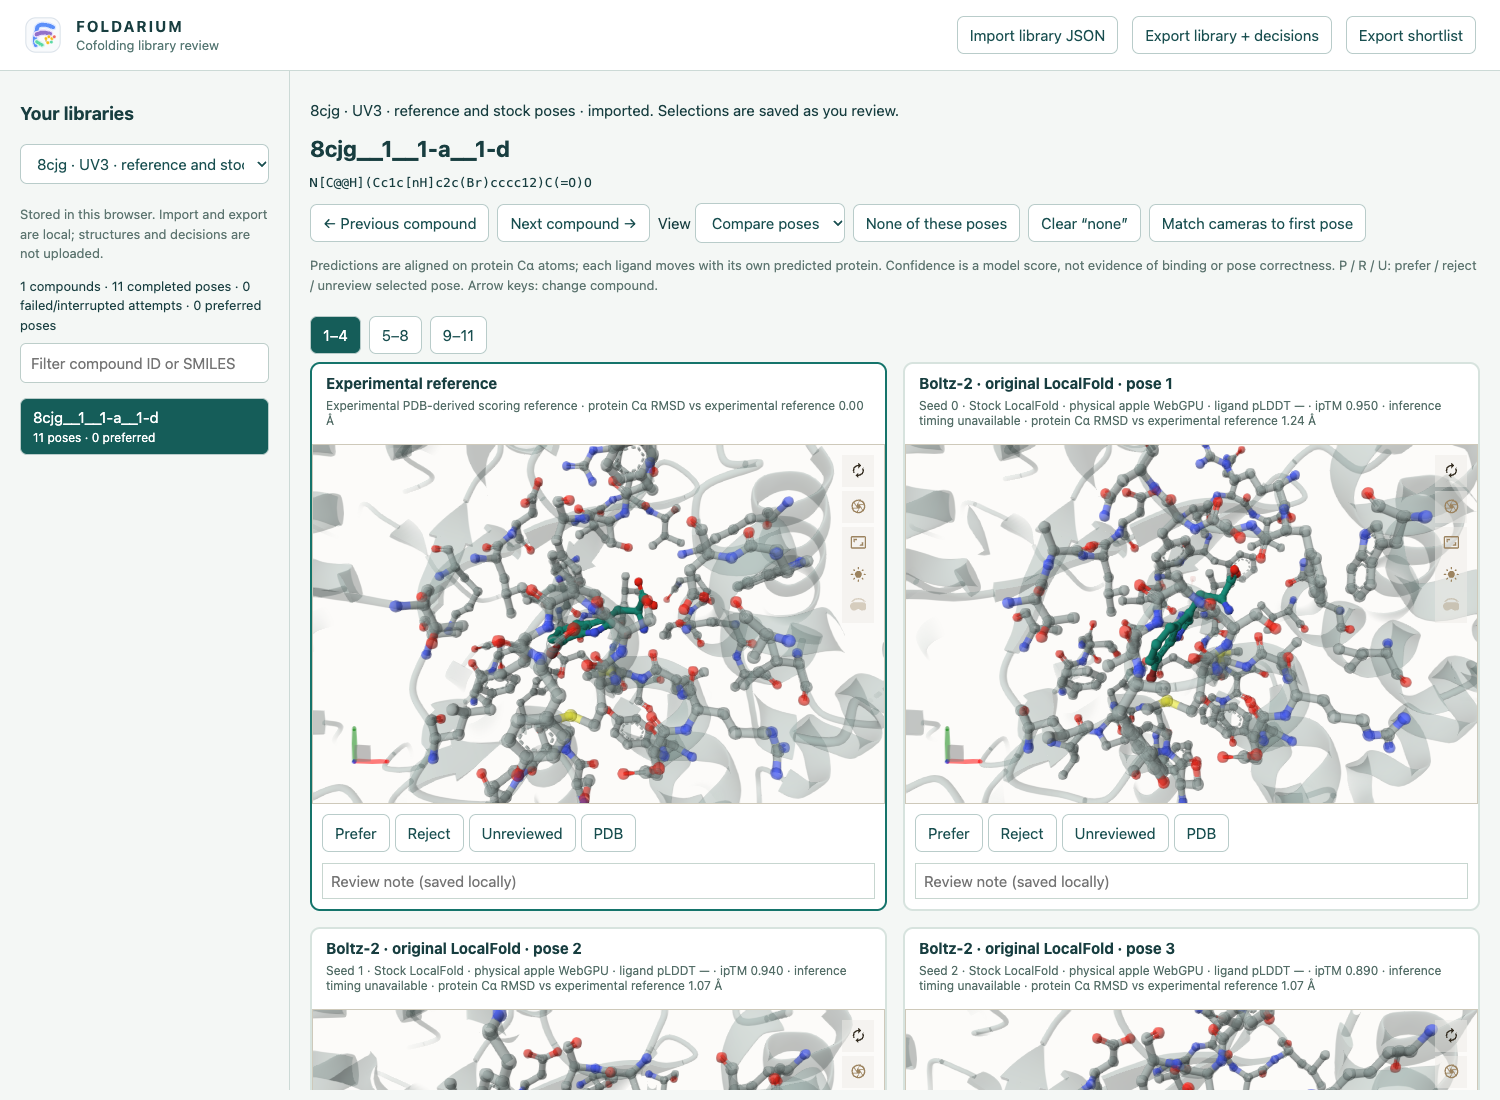 FOLDARIUM
Cofolding library review
Import library JSON
Export library + decisions
Export shortlist
Your libraries
8cjg · UV3 · reference and stoc
Stored in this browser. Import and export
are local; structures and decisions are
not uploaded.
1 compounds · 11 completed poses · 0
failed/interrupted attempts · 0 preferred
poses
Filter compound ID or SMILES
8cjg__1__1-a__1-d
11 poses · 0 preferred
8cjg · UV3 · reference and stock poses · imported. Selections are saved as you review.
8cjg__1__1-a__1-d
N[C@@H](Cc1c[nH]c2c(Br)cccc12)C(=O)O
← Previous compound
Next compound →
View
Compare poses
None of these poses
Clear “none”
Match cameras to first pose
Predictions are aligned on protein Cα atoms; each ligand moves with its own predicted protein. Confidence is a model score, not evidence of binding or pose correctness. P / R / U: prefer / reject
/ unreview selected pose. Arrow keys: change compound.
1–4
5–8
9–11
Experimental reference
Experimental PDB-derived scoring reference · protein Cα RMSD vs experimental reference 0.00
Å
Prefer
Reject
Unreviewed
PDB
Review note (saved locally)
Boltz-2 · original LocalFold · pose 1
Seed 0 · Stock LocalFold · physical apple WebGPU · ligand pLDDT — · ipTM 0.950 · inference
timing unavailable · protein Cα RMSD vs experimental reference 1.24 Å
Prefer
Reject
Unreviewed
PDB
Review note (saved locally)
Boltz-2 · original LocalFold · pose 2
Seed 1 · Stock LocalFold · physical apple WebGPU · ligand pLDDT — · ipTM 0.940 · inference
timing unavailable · protein Cα RMSD vs experimental reference 1.07 Å
Boltz-2 · original LocalFold · pose 3
Seed 2 · Stock LocalFold · physical apple WebGPU · ligand pLDDT — · ipTM 0.890 · inference
timing unavailable · protein Cα RMSD vs experimental reference 1.07 Å